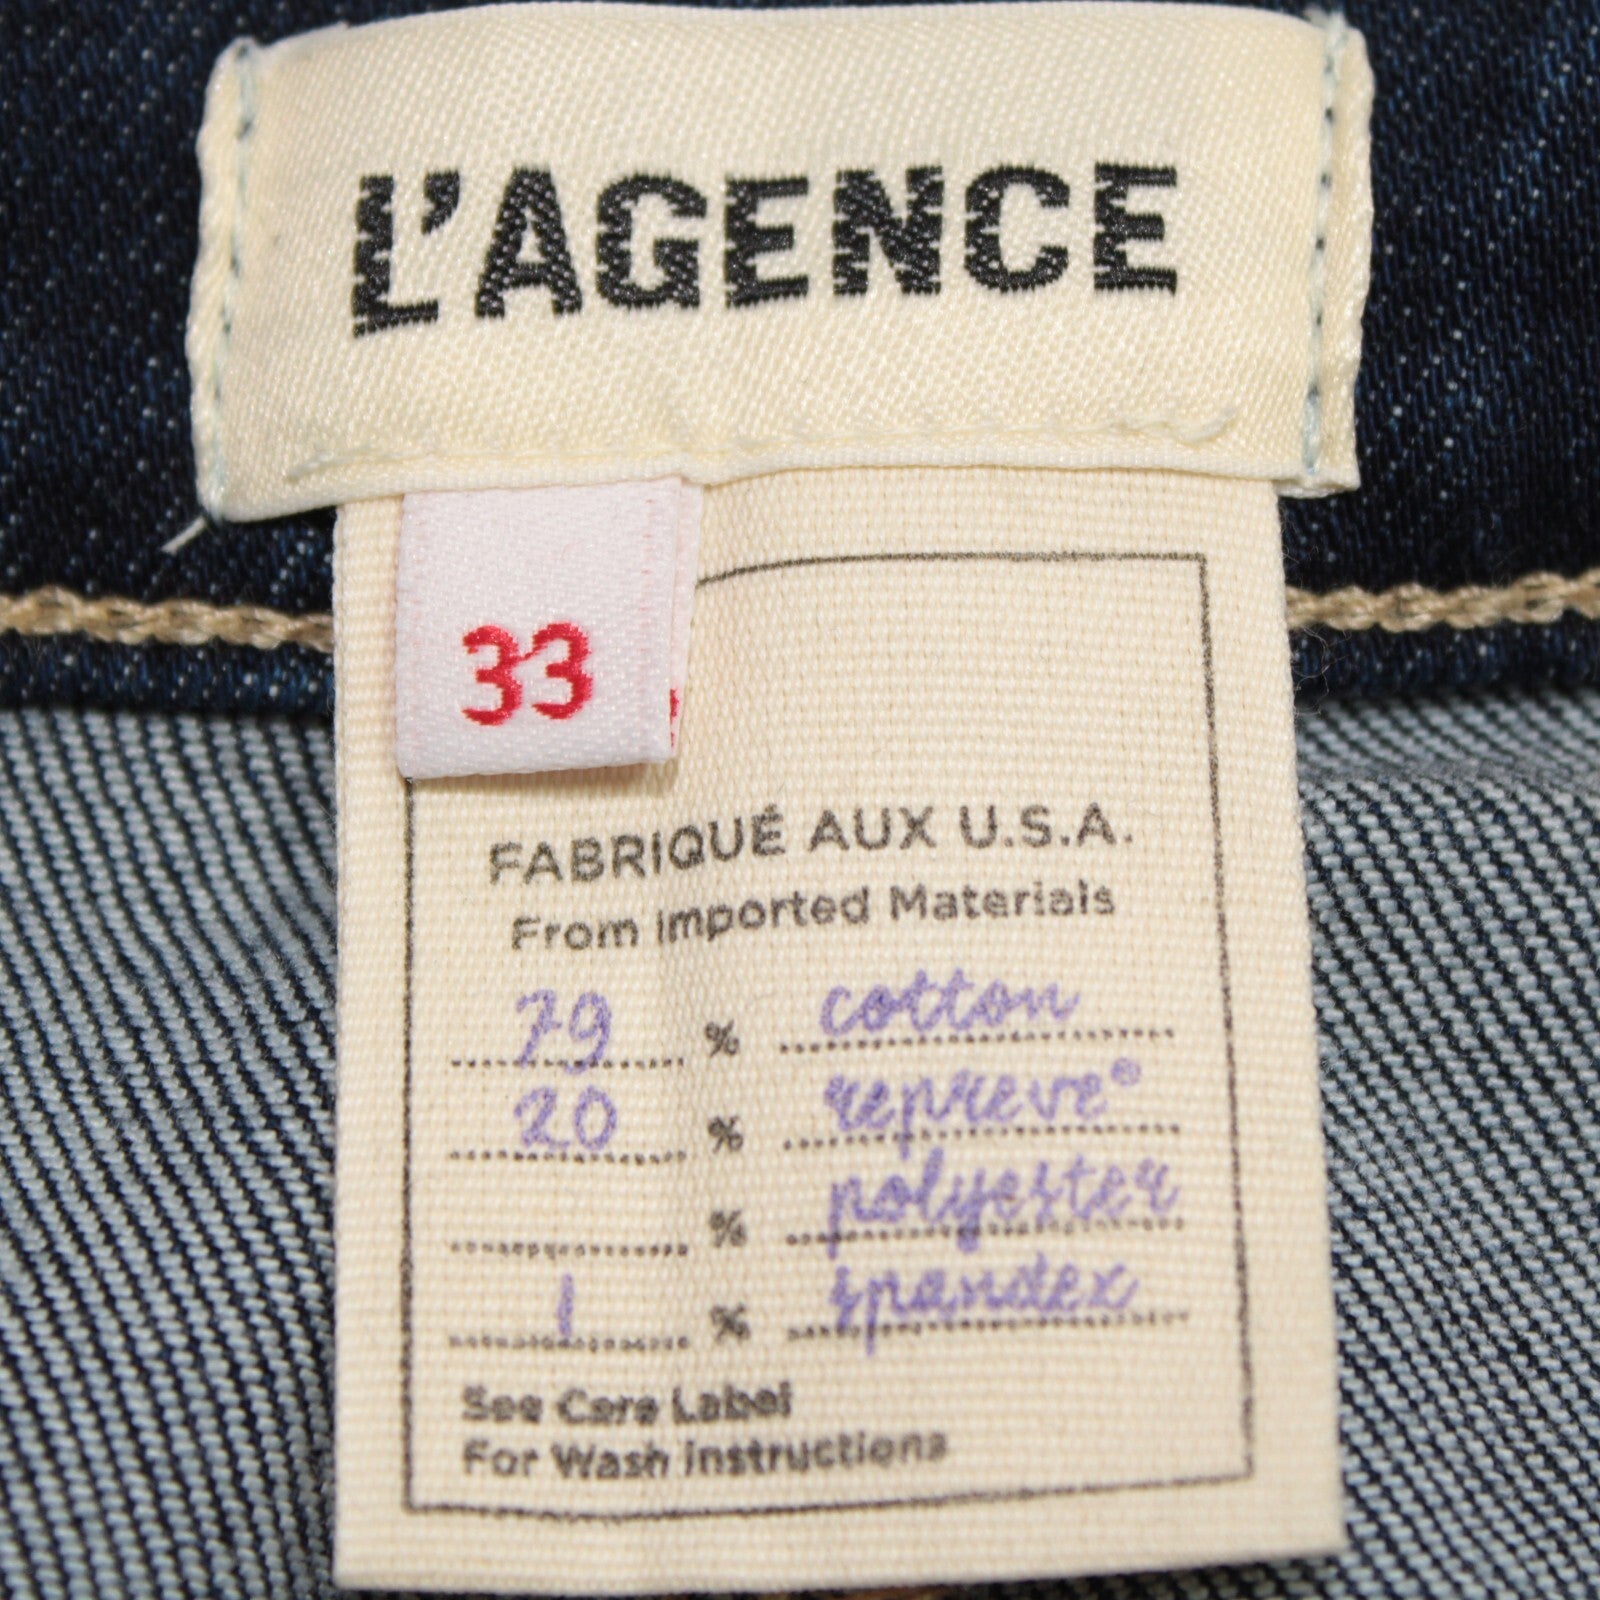 L'AGENCE
33
FABRIQUÉ AUX U.S.A.
From Imported Materials
79 % cotton
20 % repreve®
% polyester
1 % spandex
See Care Label
For Wash Instructions